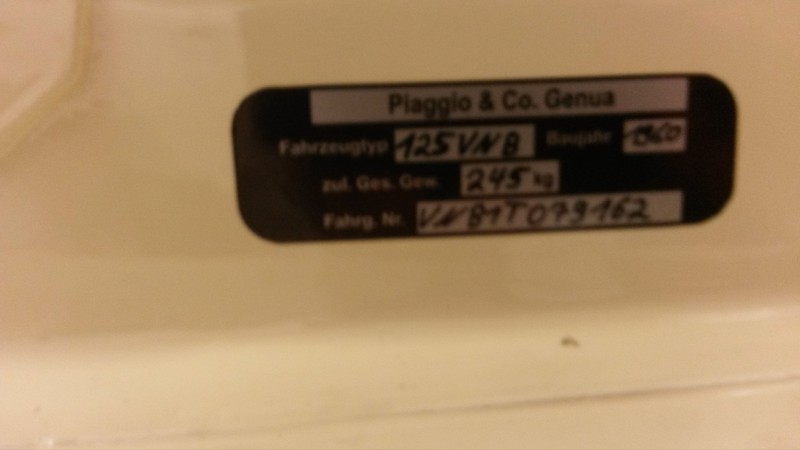 Piaggio & Co. Genua
Fahrzeugtyp 125 VNB Baujahr 1960
zul. Ges. Gew. 245 kg
Fahrg. Nr. VNB1T079162